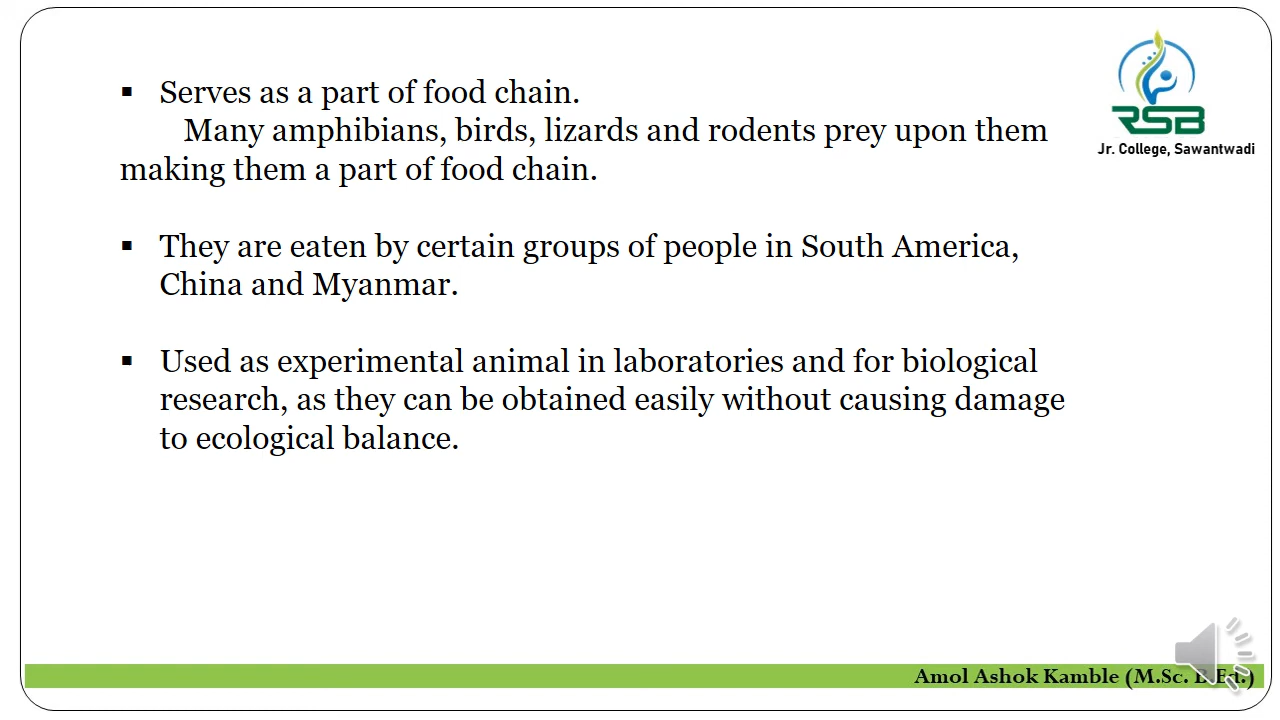 ▪ Serves as a part of food chain.
Many amphibians, birds, lizards and rodents prey upon them
making them a part of food chain.
▪ They are eaten by certain groups of people in South America,
China and Myanmar.
▪ Used as experimental animal in laboratories and for biological
research, as they can be obtained easily without causing damage
to ecological balance.
RSB
Jr. College, Sawantwadi
Amol Ashok Kamble (M.Sc. B.Ed.)